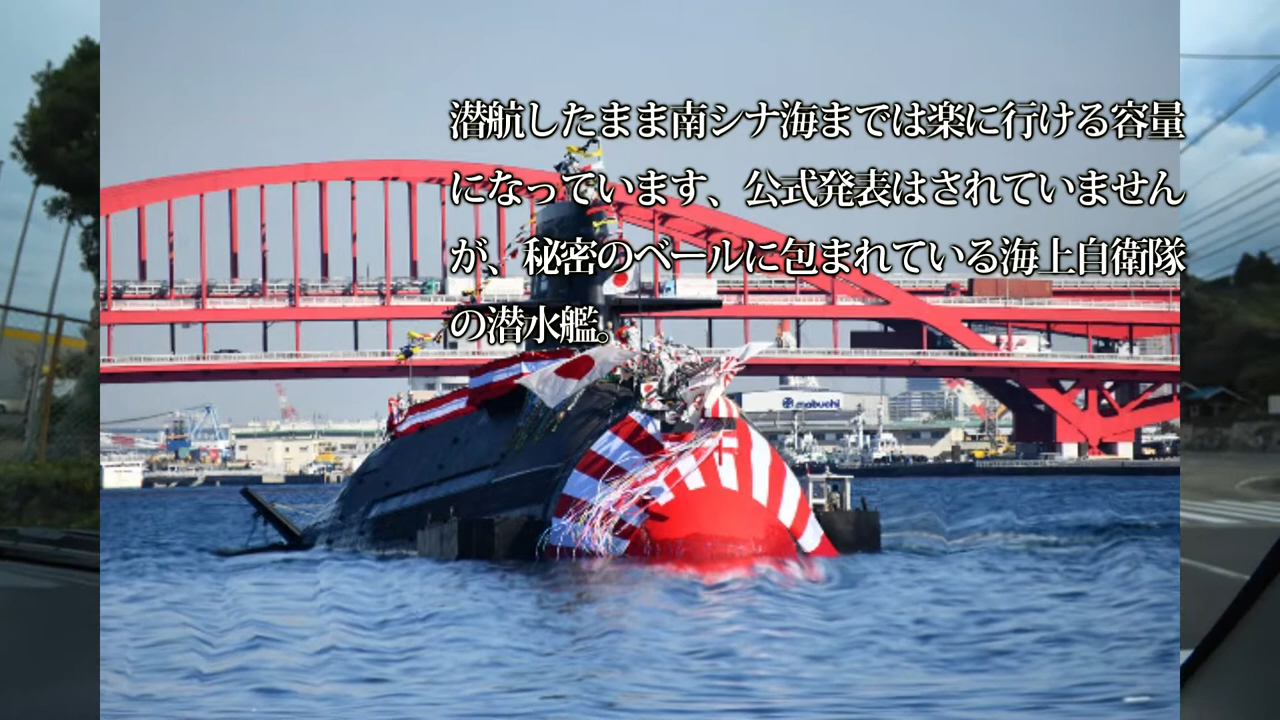 潜航したまま南シナ海までは楽に行ける容量
になっています、公式発表はされていません
が、秘密のベールに包まれている海上自衛隊
の潜水艦。
mabuchi